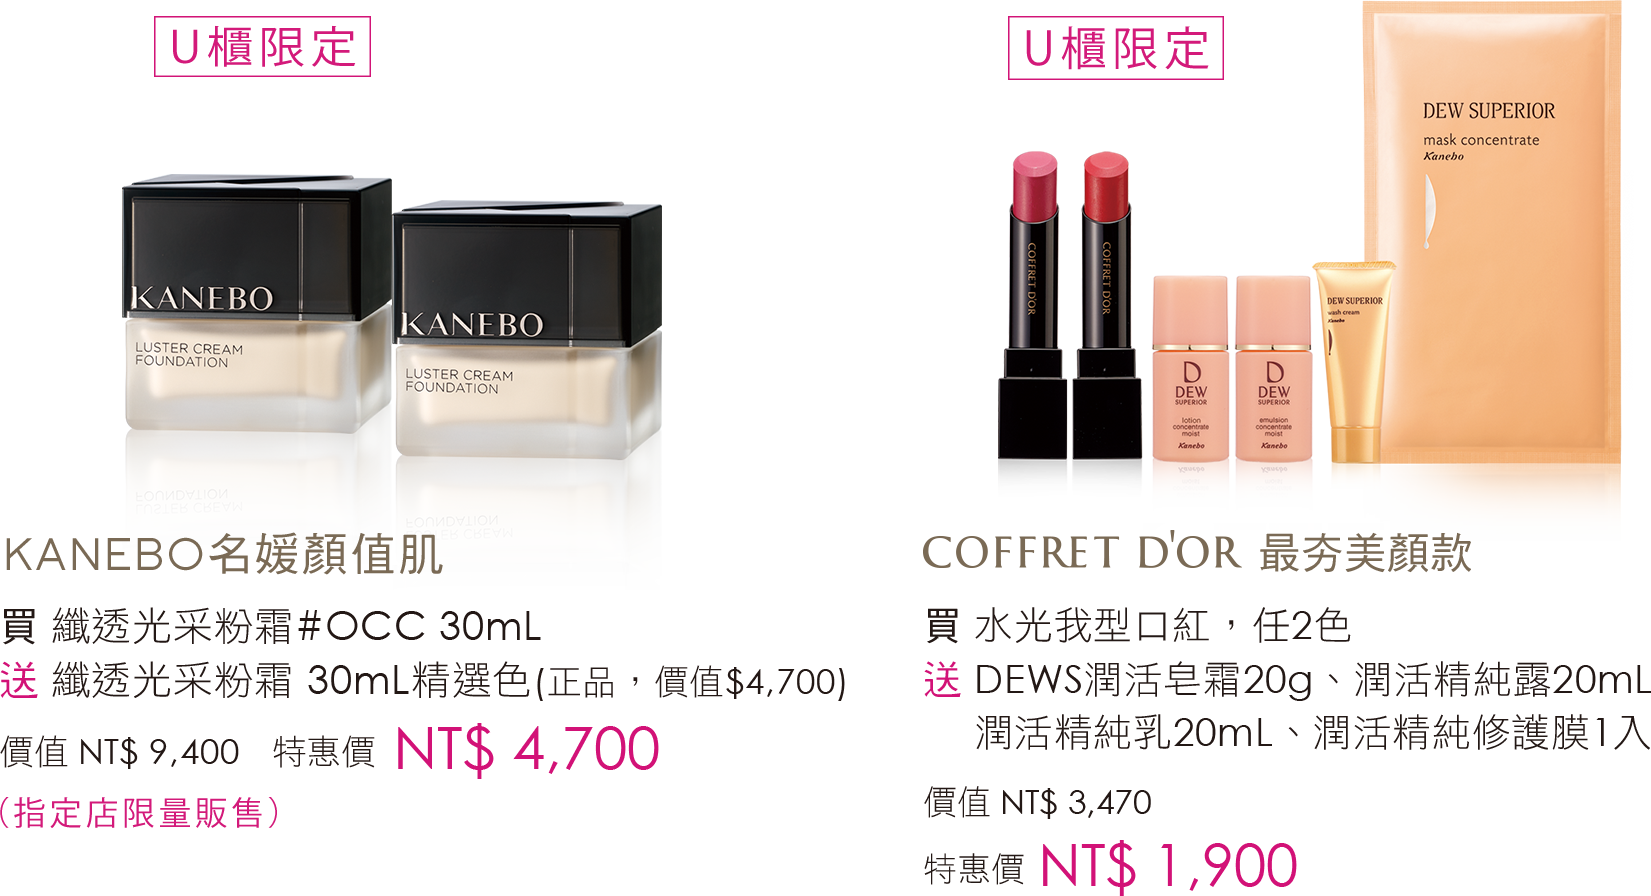 U櫃限定
KANEBO
LUSTER CREAM
FOUNDATION
KANEBO
LUSTER CREAM
FOUNDATION
KANEBO名媛顏值肌
買 纖透光采粉霜#OCC 30mL
送 纖透光采粉霜 30mL精選色(正品，價值$4,700)
價值 NT$ 9,400 特惠價 NT$ 4,700
(指定店限量販售)
U櫃限定
COFFRET D'OR
COFFRET D'OR
D
DEW
SUPERIOR
lotion
concentrate
moist
Kanebo
D
DEW
SUPERIOR
emulsion
concentrate
moist
Kanebo
DEW SUPERIOR
wash cream
Kanebo
DEW SUPERIOR
mask concentrate
Kanebo
COFFRET D'OR 最夯美顏款
買 水光我型口紅，任2色
送 DEWS潤活皂霜20g、潤活精純露20mL
潤活精純乳20mL、潤活精純修護膜1入
價值 NT$ 3,470
特惠價 NT$ 1,900